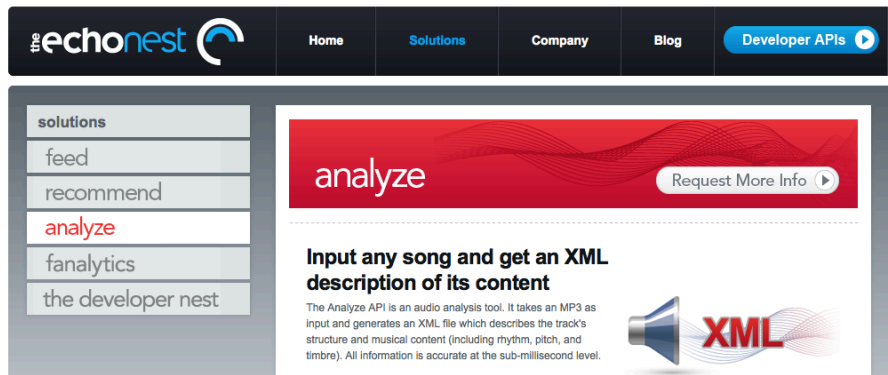 the echonest
Home
Solutions
Company
Blog
Developer APIs
solutions
feed
recommend
analyze
fanalytics
the developer nest
analyze
Request More Info
Input any song and get an XML
description of its content
The Analyze API is an audio analysis tool. It takes an MP3 as
input and generates an XML file which describes the track's
structure and musical content (including rhythm, pitch, and
timbre). All information is accurate at the sub-millisecond level.
XML